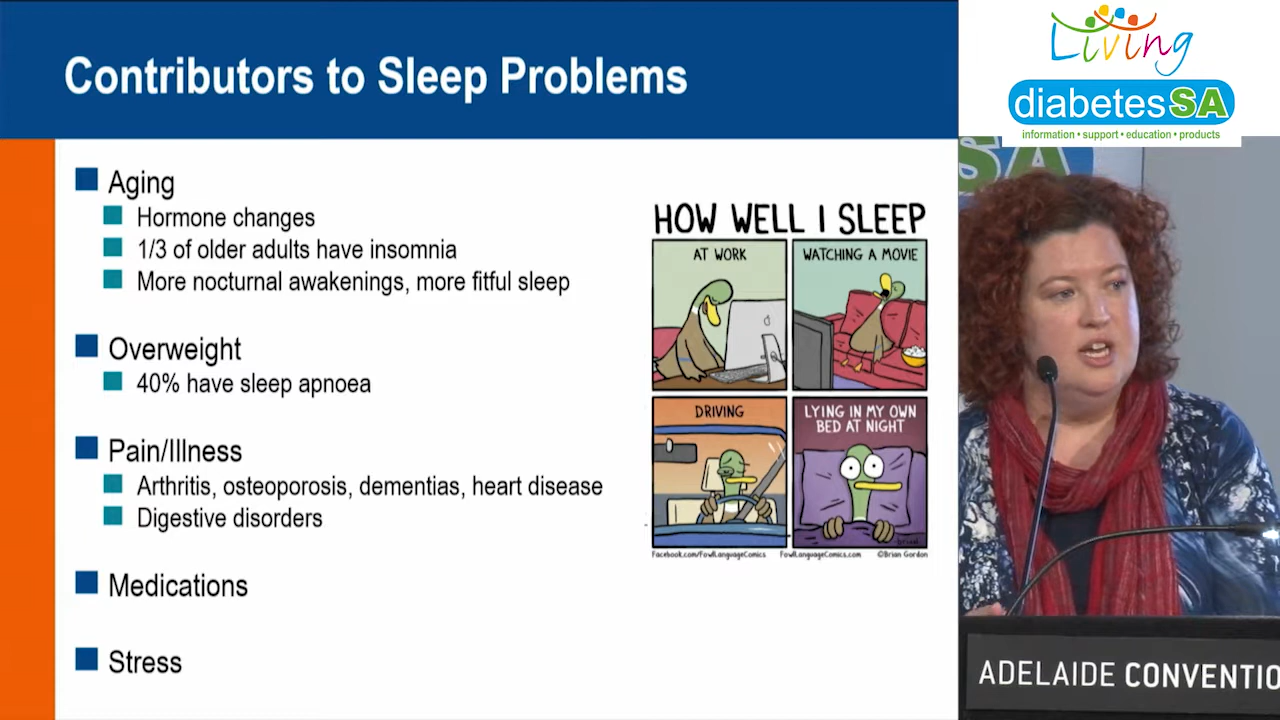 Contributors to Sleep Problems
Aging
Hormone changes
1/3 of older adults have insomnia
More nocturnal awakenings, more fitful sleep
Overweight
40% have sleep apnoea
Pain/Illness
Arthritis, osteoporosis, dementias, heart disease
Digestive disorders
Medications
Stress
HOW WELL I SLEEP
AT WORK
WATCHING A MOVIE
DRIVING
LYING IN MY OWN
BED AT NIGHT
Facebook.com/FowlLanguageComics
FowlLanguageComics.com
©Brian Gordon
Living
diabetesSA
information • support • education • products
SA
ADELAIDE CONVENTIO